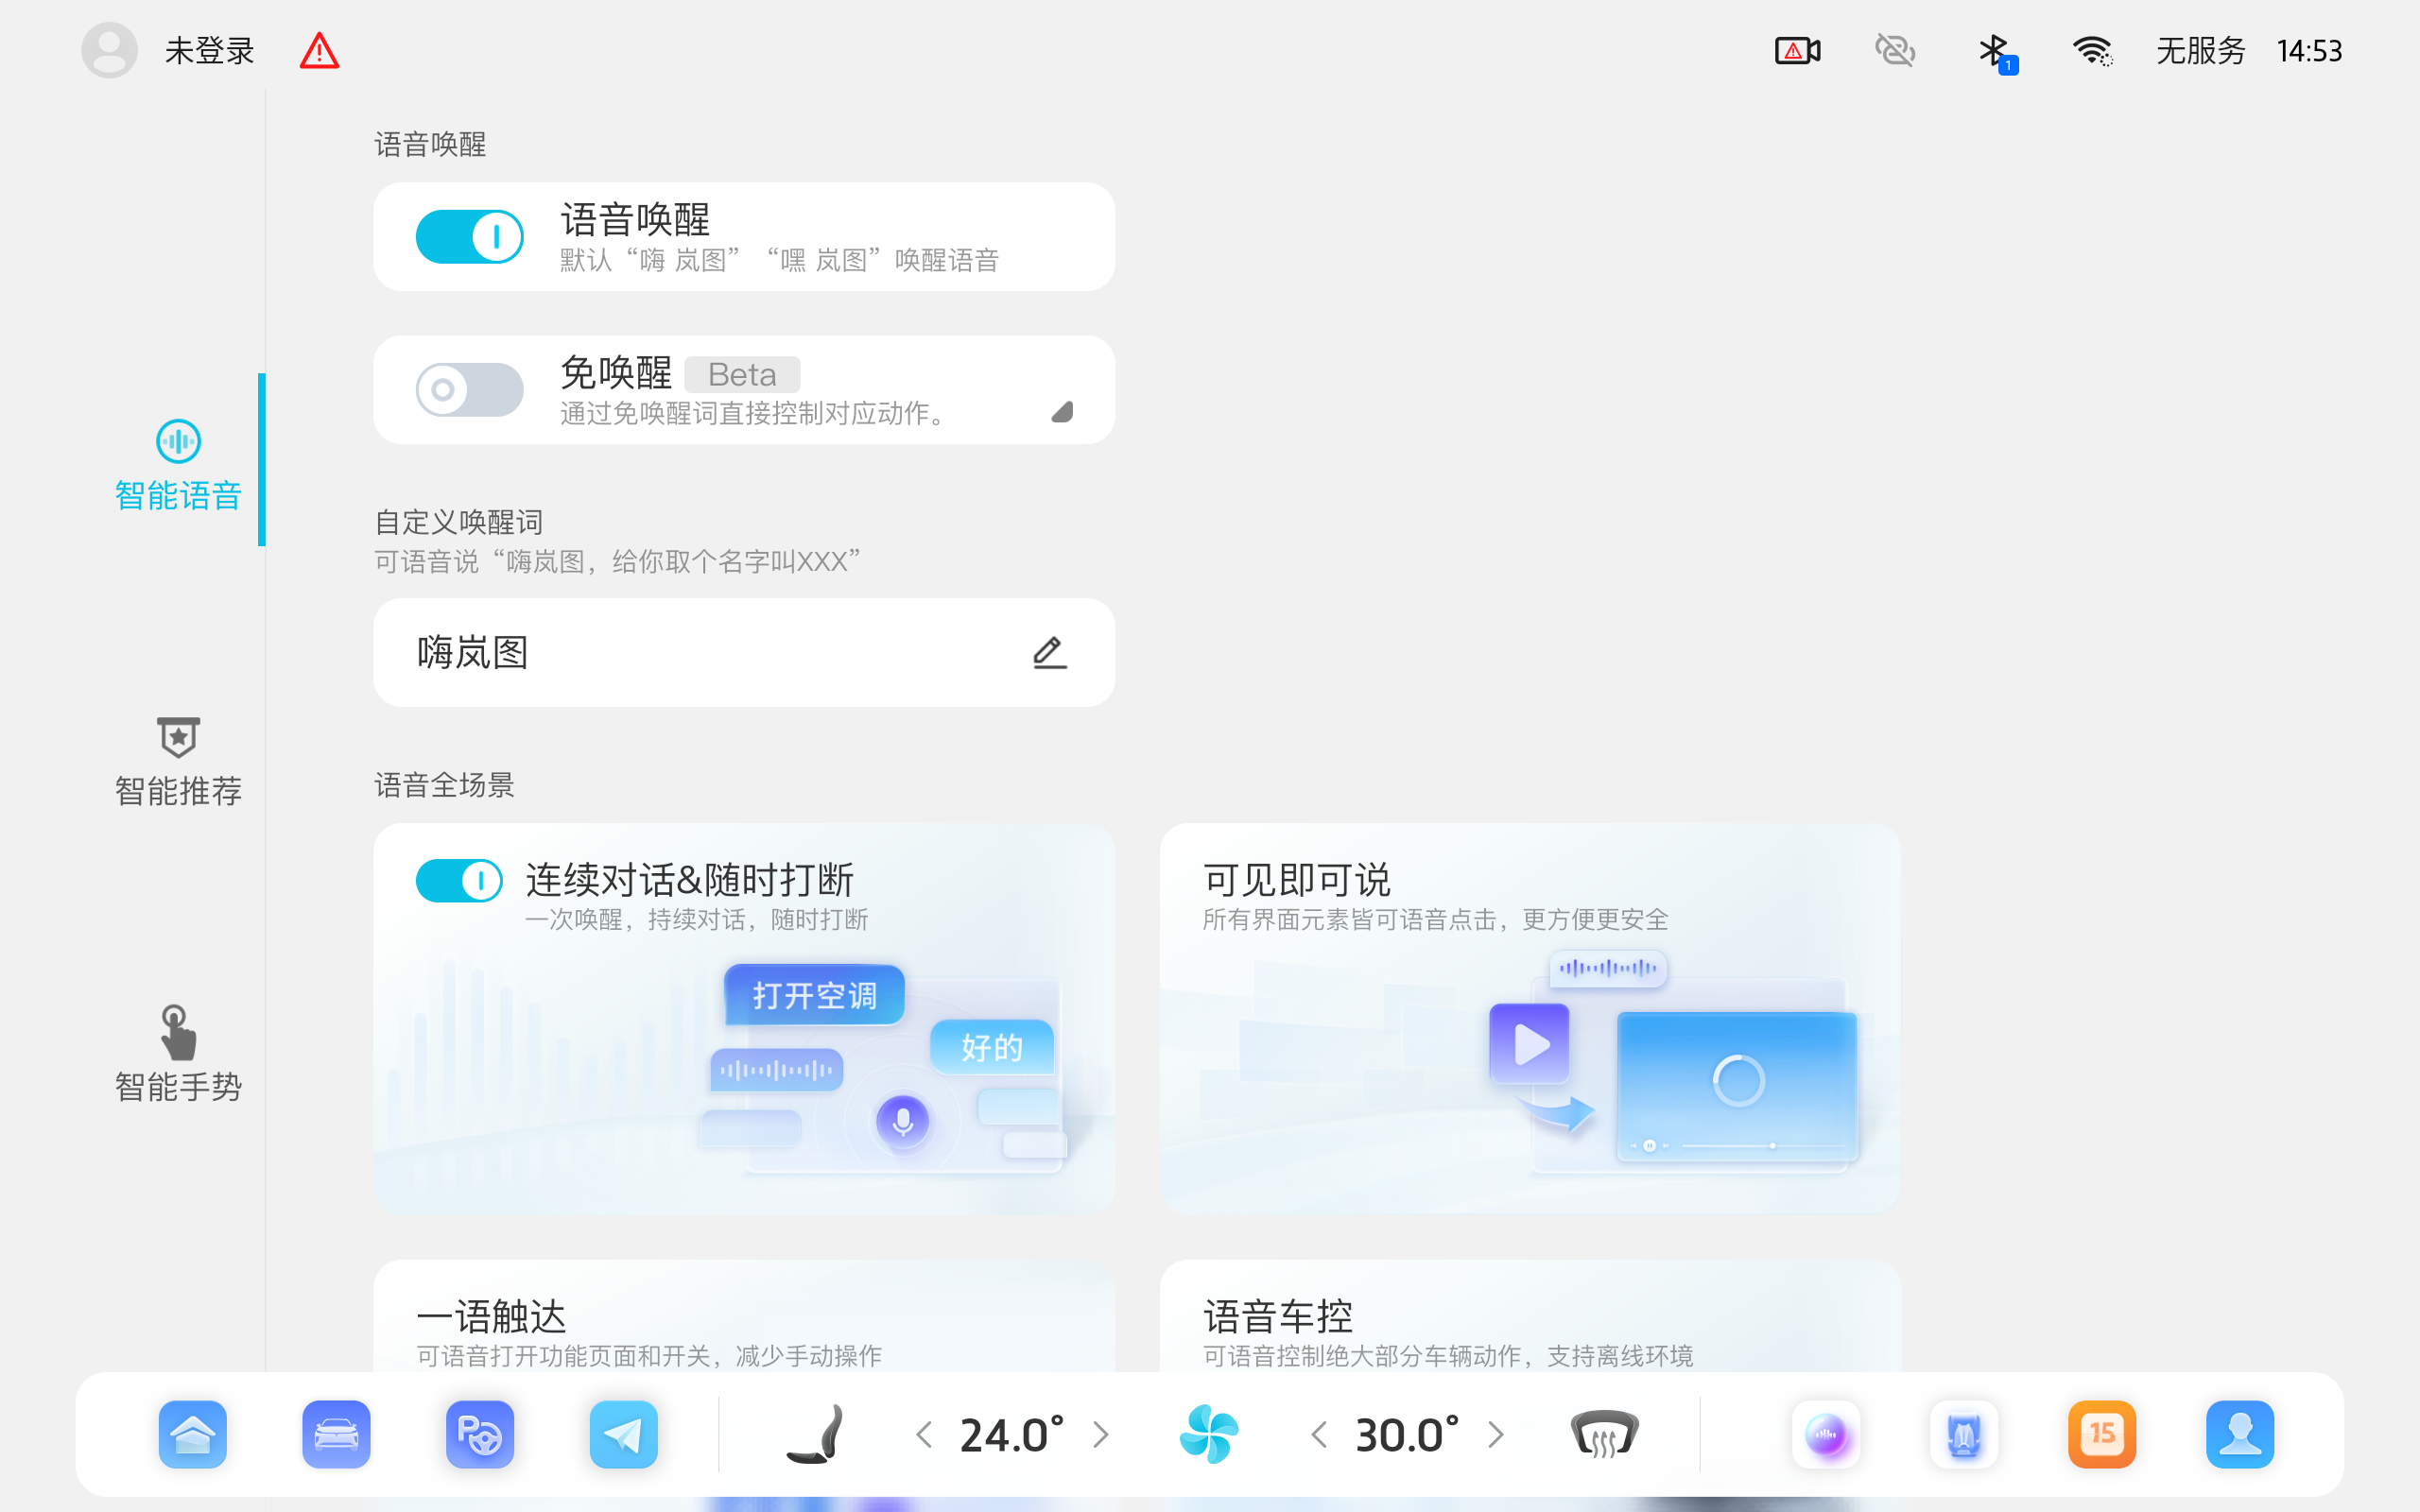 未登录
1
无服务 14:53
语音唤醒
语音唤醒
默认“嗨 岚图” “嘿 岚图”唤醒语音
免唤醒 Beta
通过免唤醒词直接控制对应动作。
智能语音
自定义唤醒词
可语音说“嗨岚图，给你取个名字叫XXX”
嗨岚图
智能推荐
语音全场景
连续对话&随时打断
一次唤醒，持续对话，随时打断
打开空调
好的
可见即可说
所有界面元素皆可语音点击，更方便更安全
智能手势
一语触达
可语音打开功能页面和开关，减少手动操作
语音车控
可语音控制绝大部分车辆动作，支持离线环境
P
24.0°
30.0°
15